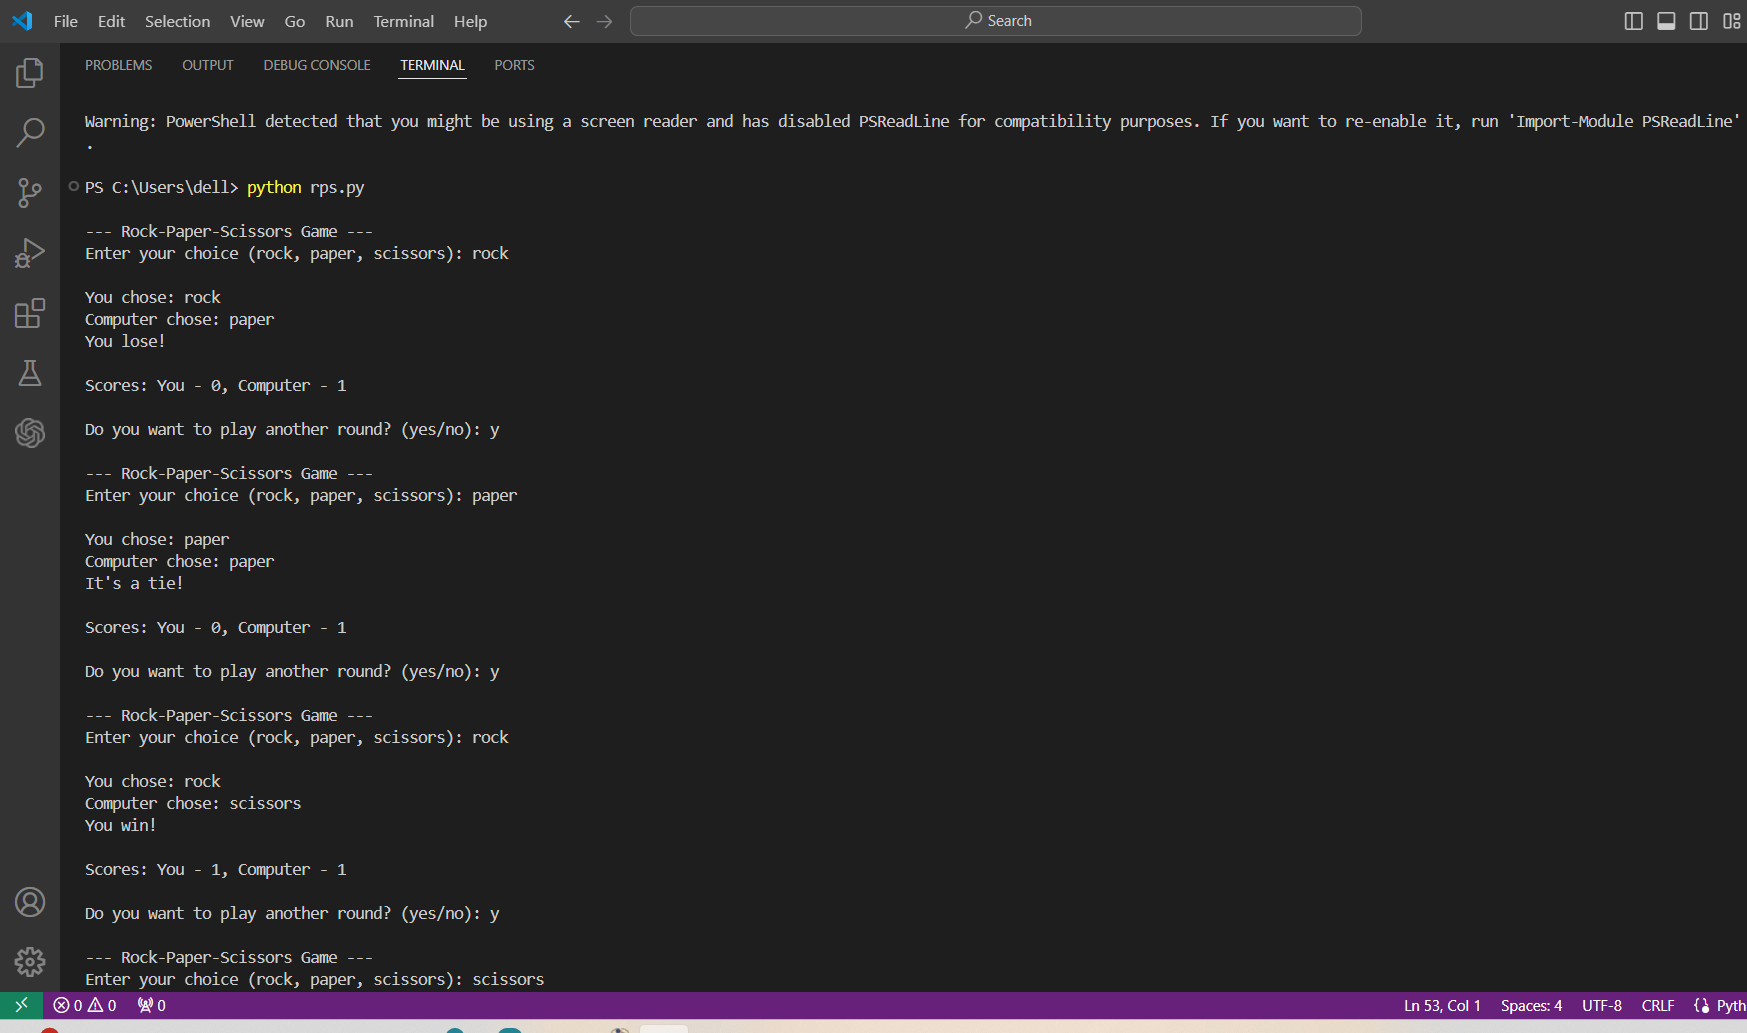 File Edit Selection View Go Run Terminal Help
Search
PROBLEMS OUTPUT DEBUG CONSOLE TERMINAL PORTS
Warning: PowerShell detected that you might be using a screen reader and has disabled PSReadLine for compatibility purposes. If you want to re-enable it, run 'Import-Module PSReadLine'
.
PS C:\Users\dell> python rps.py
--- Rock-Paper-Scissors Game ---
Enter your choice (rock, paper, scissors): rock
You chose: rock
Computer chose: paper
You lose!
Scores: You - 0, Computer - 1
Do you want to play another round? (yes/no): y
--- Rock-Paper-Scissors Game ---
Enter your choice (rock, paper, scissors): paper
You chose: paper
Computer chose: paper
It's a tie!
Scores: You - 0, Computer - 1
Do you want to play another round? (yes/no): y
--- Rock-Paper-Scissors Game ---
Enter your choice (rock, paper, scissors): rock
You chose: rock
Computer chose: scissors
You win!
Scores: You - 1, Computer - 1
Do you want to play another round? (yes/no): y
--- Rock-Paper-Scissors Game ---
Enter your choice (rock, paper, scissors): scissors
0 0 0 Ln 53, Col 1 Spaces: 4 UTF-8 CRLF Pyth